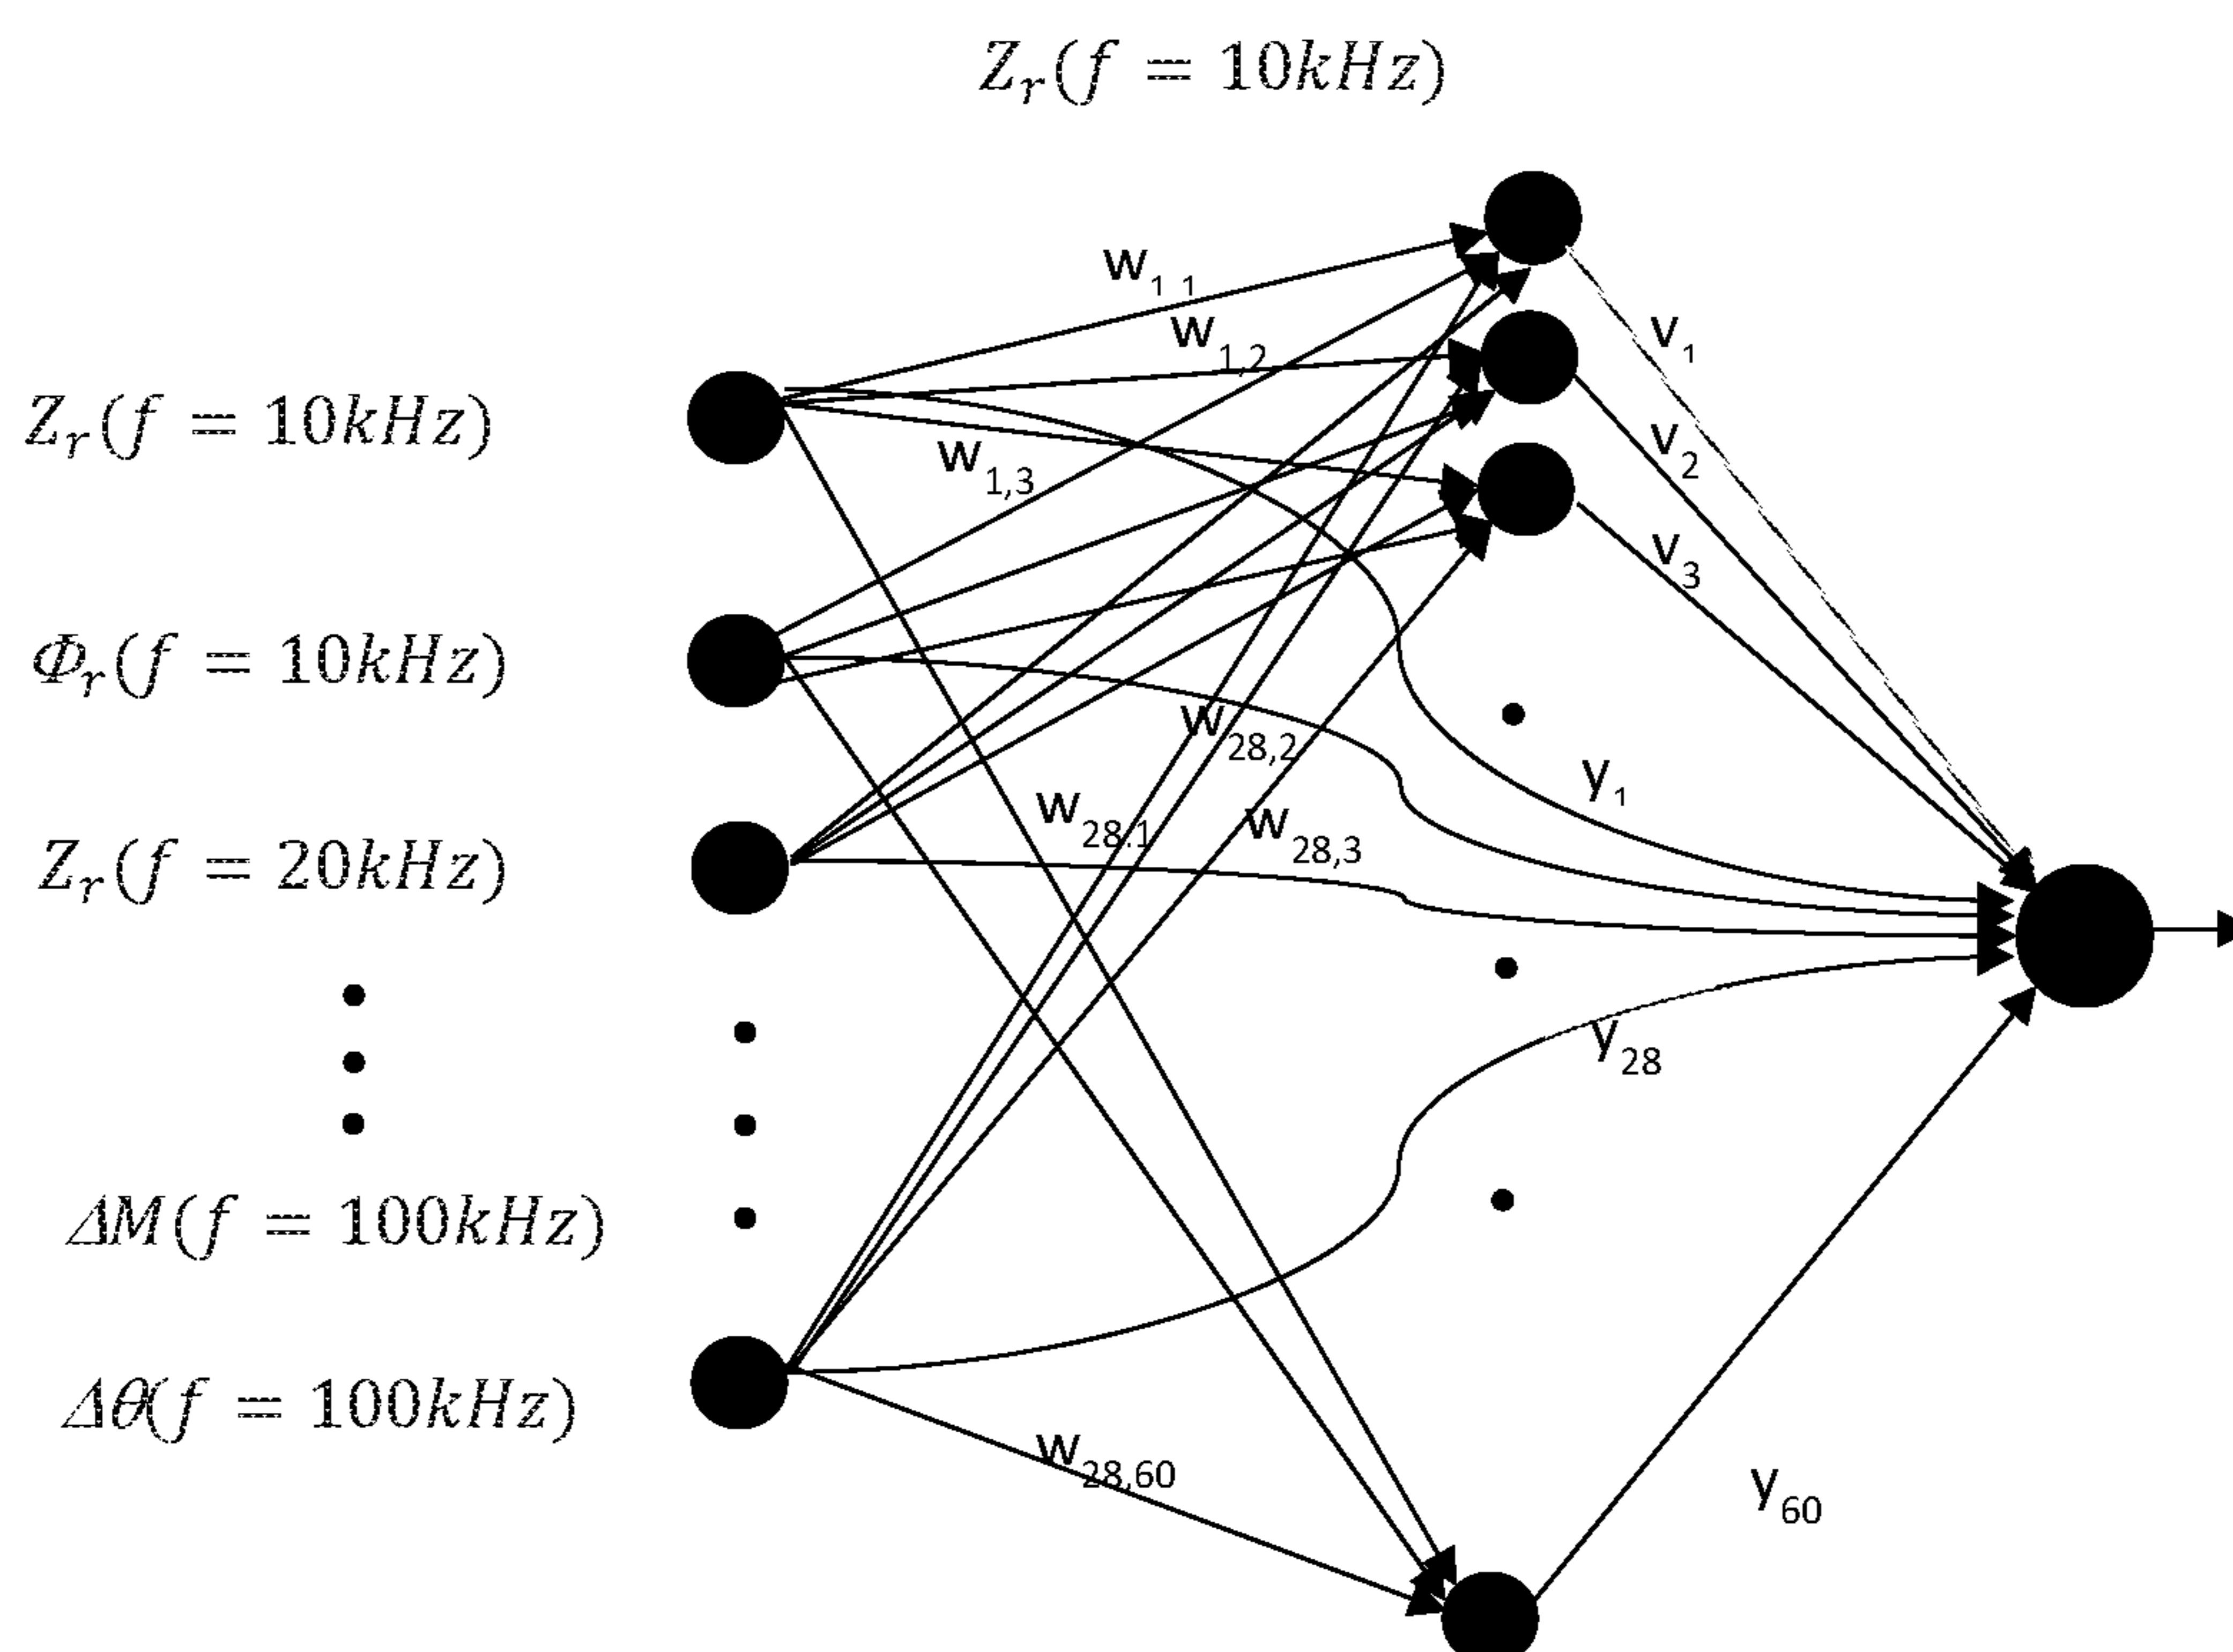 Zᵣ(f = 10kHz)
w₁ ₁
w₁,₂
w₁,₃
v₁
v₂
v₃
Zᵣ(f = 10kHz)
Φᵣ(f = 10kHz)
w₂₈,₂
y₁
w₂₈.₁
w₂₈,₃
Zᵣ(f = 20kHz)
y₂₈
ΔM(f = 100kHz)
Δθ(f = 100kHz)
w₂₈,₆₀
y₆₀